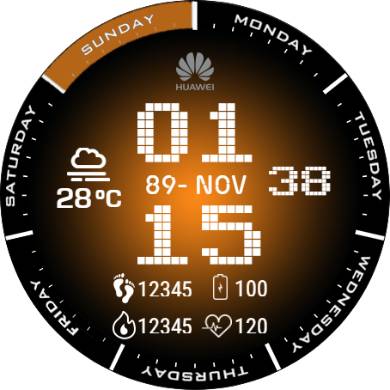 SUNDAY
MONDAY
TUESDAY
WEDNESDAY
THURSDAY
FRIDAY
SATURDAY
HUAWEI
01
28°C
89- NOV
38
15
12345
100
12345
120